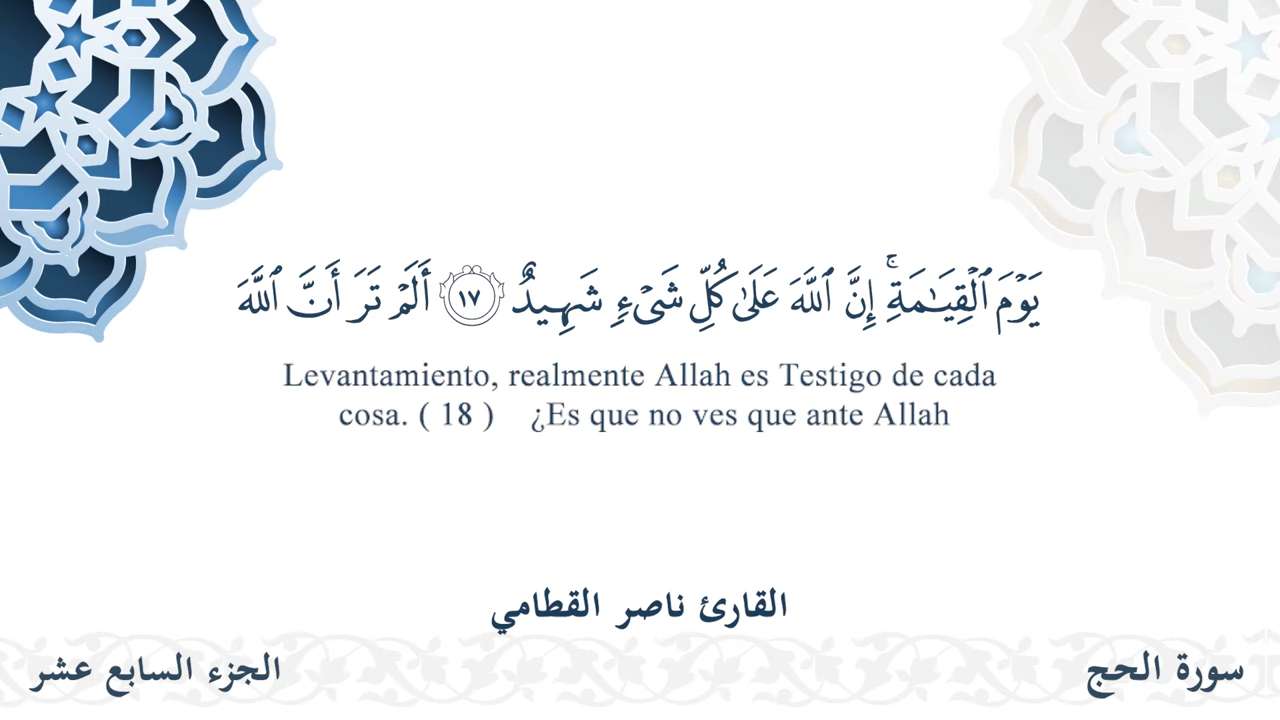 يَوْمَ ٱلْقِيَـٰمَةِ ۚ إِنَّ ٱللَّهَ عَلَىٰ كُلِّ شَىْءٍ شَهِيدٌ ١٧ أَلَمْ تَرَ أَنَّ ٱللَّهَ
Levantamiento, realmente Allah es Testigo de cada
cosa. ( 18 ) ¿Es que no ves que ante Allah
القارئ ناصر القطامي
سورة الحج
الجزء السابع عشر